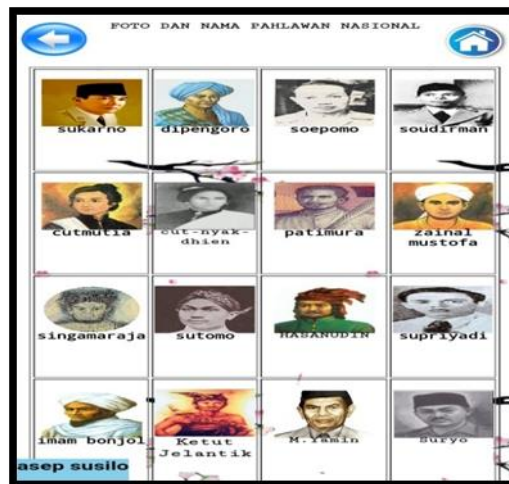 FOTO DAN NAMA PAHLAWAN NASIONAL
sukarno
dipengoro
soepomo
soudirman
cutmutia
cut-nyak-
dhien
patimura
zainal
mustofa
singamaraja
sutomo
HASANUDIN
supriyadi
imam bonjol
Ketut
Jelantik
M.Yamin
Suryo
asep susilo